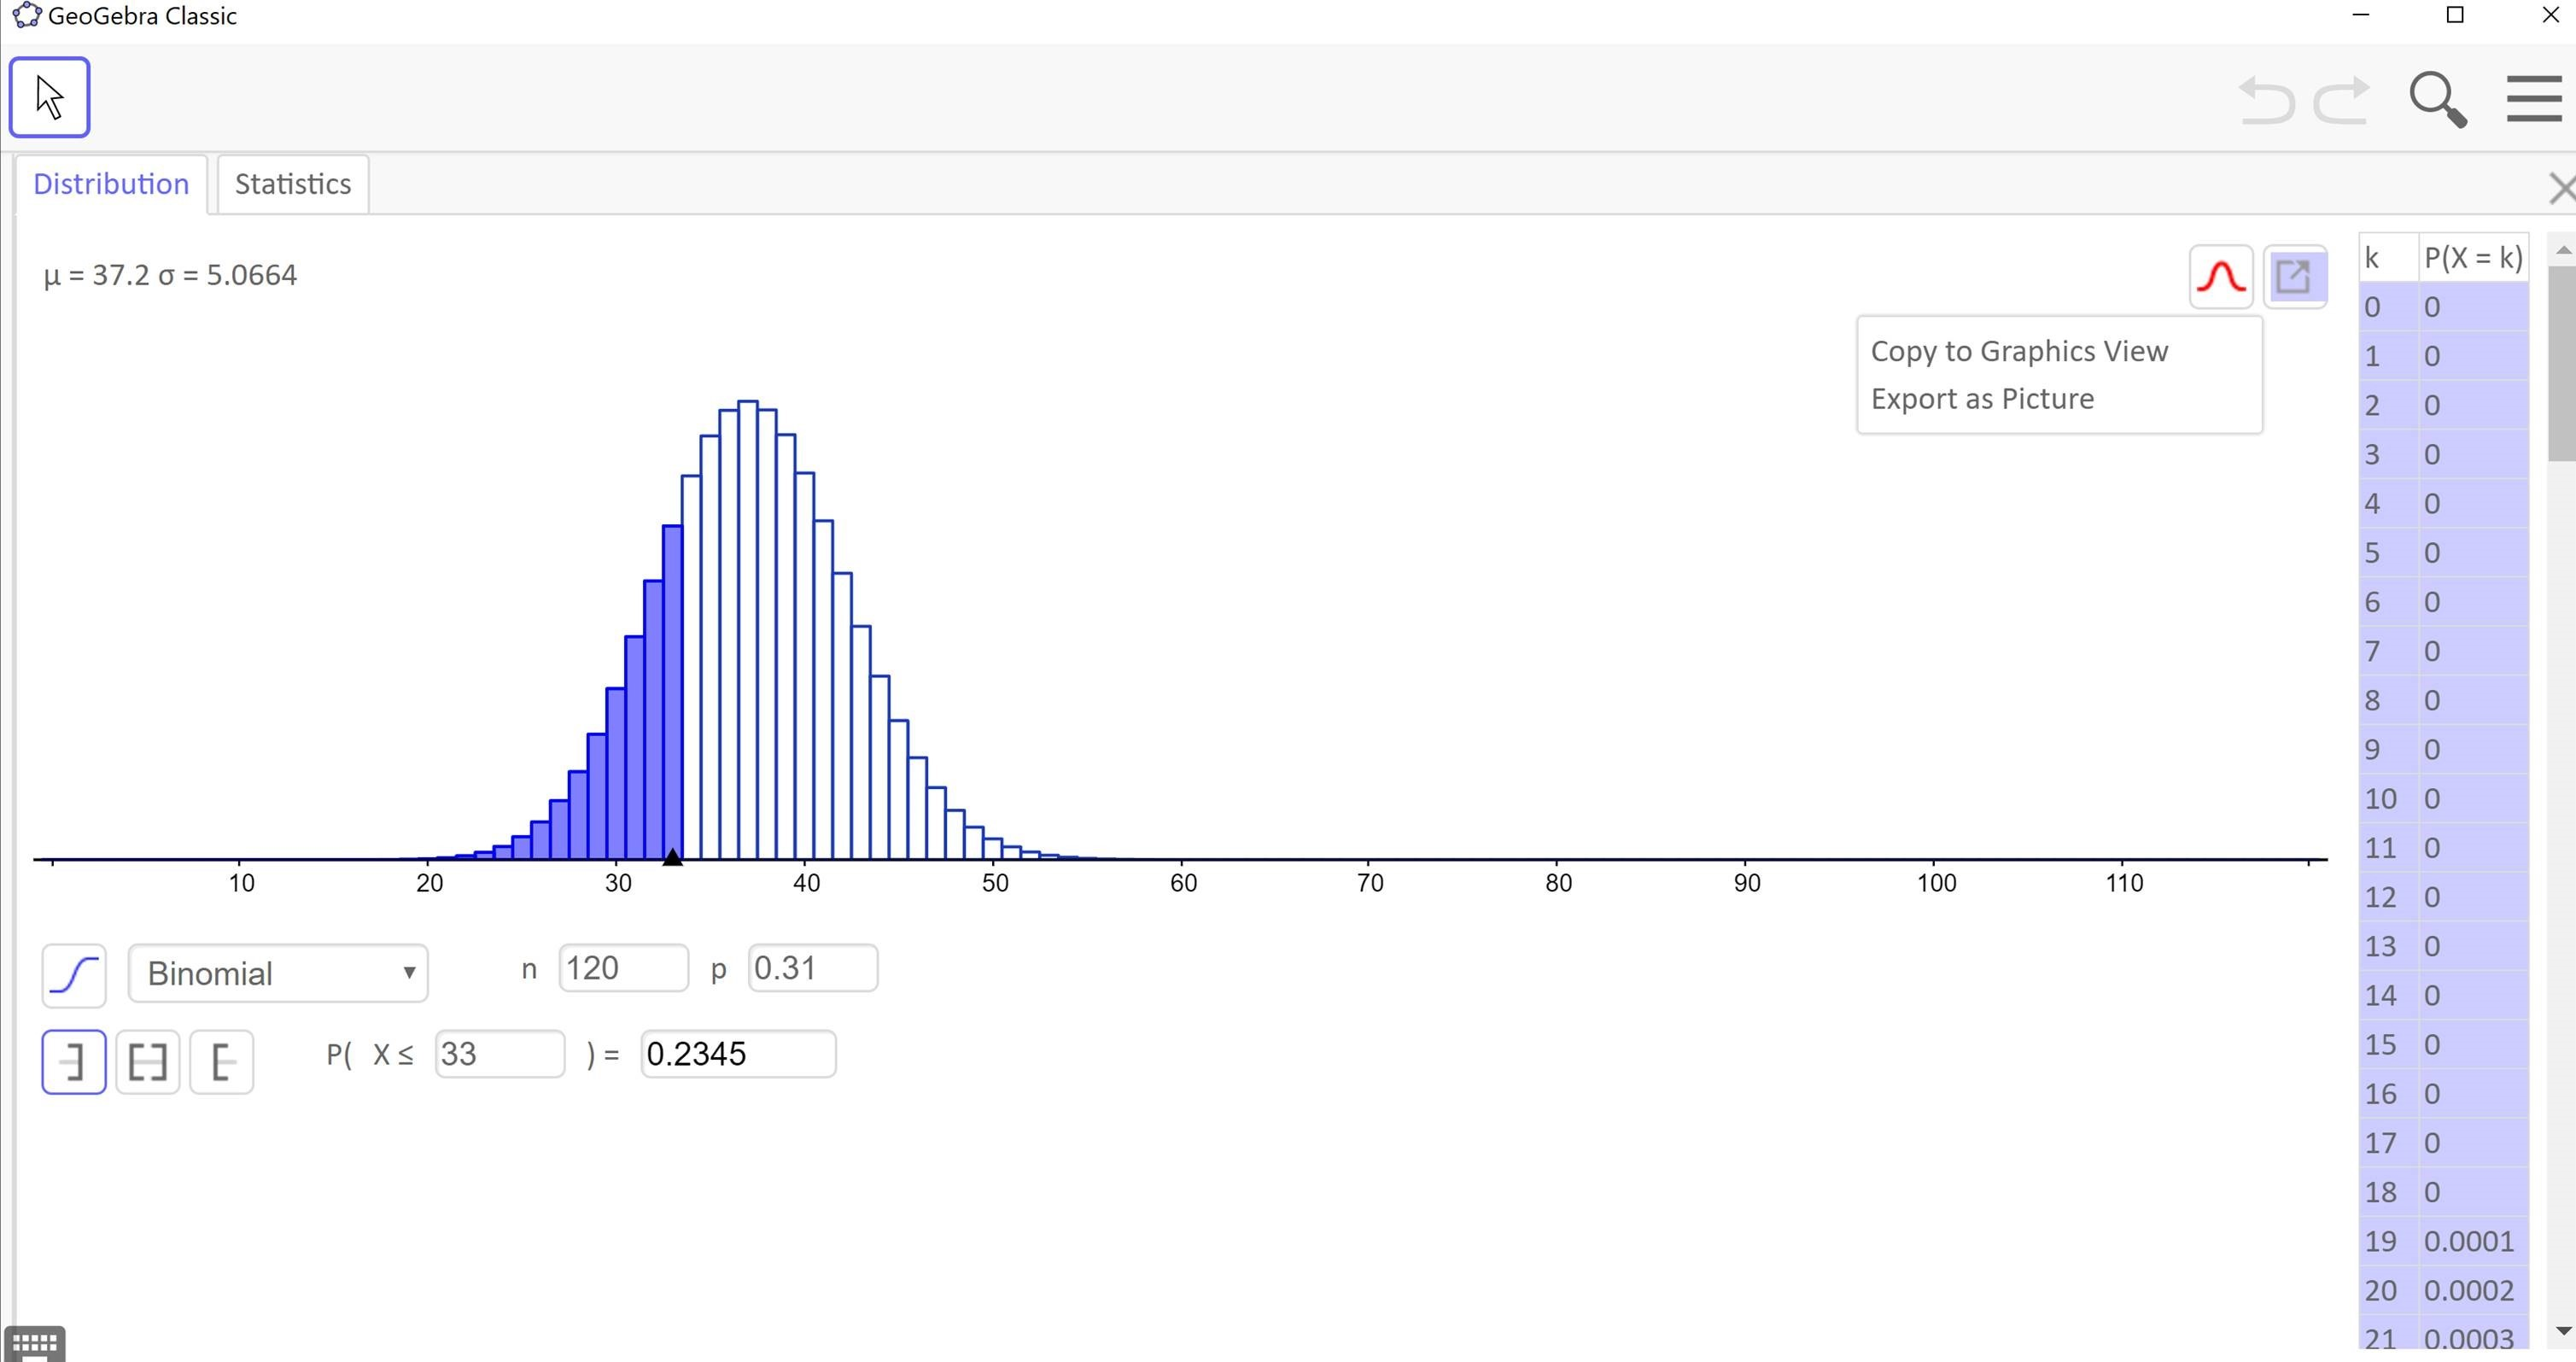 GeoGebra Classic
Distribution Statistics
μ = 37.2 σ = 5.0664
Copy to Graphics View
Export as Picture
10 20 30 40 50 60 70 80 90 100 110
Binomial n 120 p 0.31
P( X ≤ 33 ) = 0.2345
k P(X = k)
0 0
1 0
2 0
3 0
4 0
5 0
6 0
7 0
8 0
9 0
10 0
11 0
12 0
13 0
14 0
15 0
16 0
17 0
18 0
19 0.0001
20 0.0002
21 0.0003